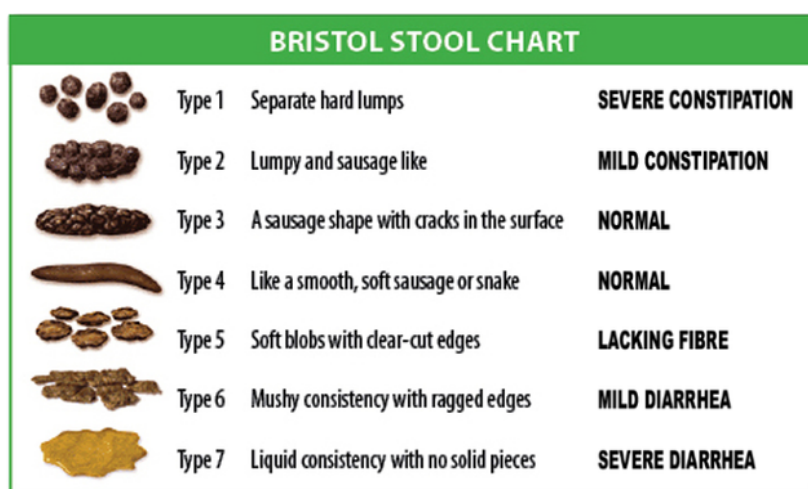 BRISTOL STOOL CHART
Type 1 Separate hard lumps SEVERE CONSTIPATION
Type 2 Lumpy and sausage like MILD CONSTIPATION
Type 3 A sausage shape with cracks in the surface NORMAL
Type 4 Like a smooth, soft sausage or snake NORMAL
Type 5 Soft blobs with clear-cut edges LACKING FIBRE
Type 6 Mushy consistency with ragged edges MILD DIARRHEA
Type 7 Liquid consistency with no solid pieces SEVERE DIARRHEA